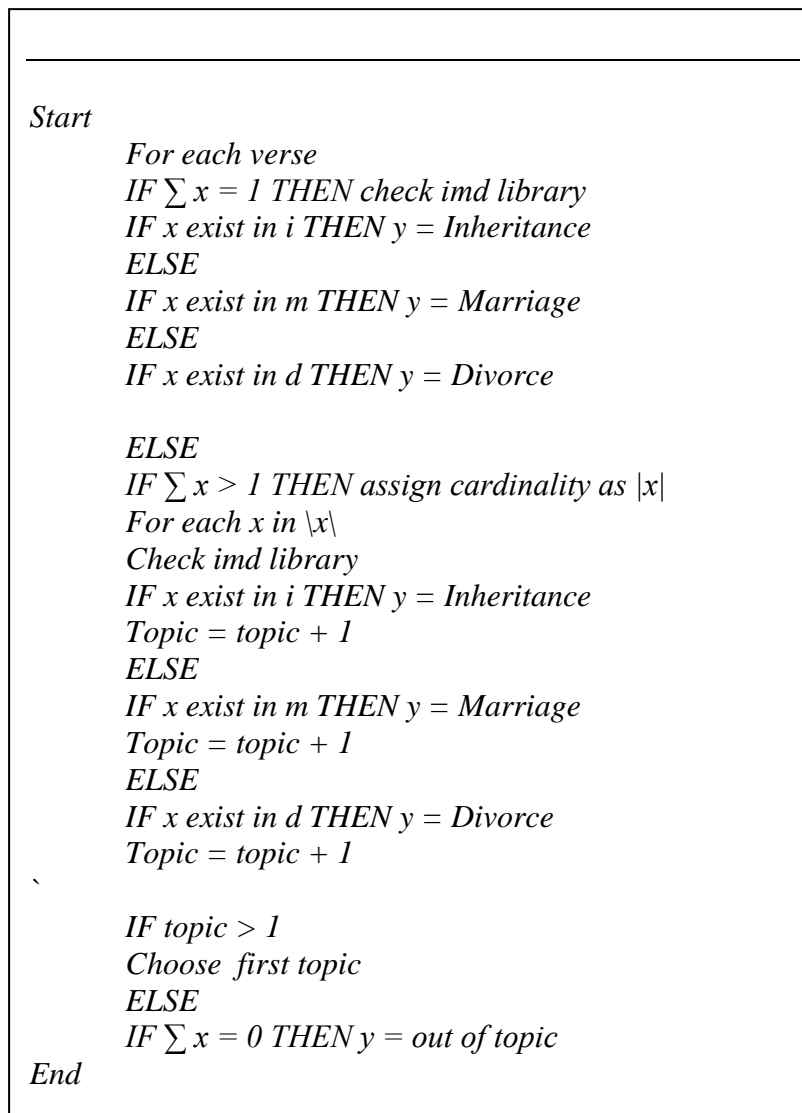 Start
For each verse
IF ∑ x = 1 THEN check imd library
IF x exist in i THEN y = Inheritance
ELSE
IF x exist in m THEN y = Marriage
ELSE
IF x exist in d THEN y = Divorce
ELSE
IF ∑ x > 1 THEN assign cardinality as |x|
For each x in \x\
Check imd library
IF x exist in i THEN y = Inheritance
Topic = topic + 1
ELSE
IF x exist in m THEN y = Marriage
Topic = topic + 1
ELSE
IF x exist in d THEN y = Divorce
Topic = topic + 1
`
IF topic > 1
Choose first topic
ELSE
IF ∑ x = 0 THEN y = out of topic
End